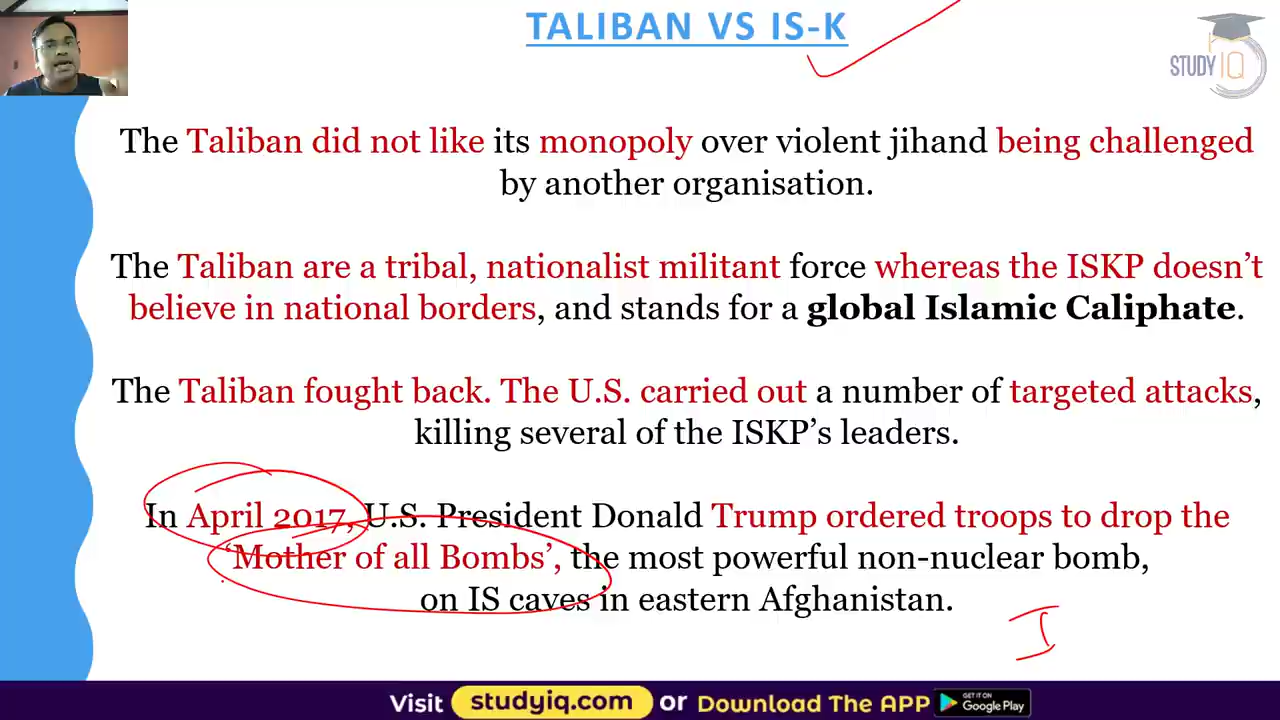 TALIBAN VS IS-K
STUDY IQ
The Taliban did not like its monopoly over violent jihand being challenged
by another organisation.
The Taliban are a tribal, nationalist militant force whereas the ISKP doesn't
believe in national borders, and stands for a global Islamic Caliphate.
The Taliban fought back. The U.S. carried out a number of targeted attacks,
killing several of the ISKP's leaders.
In April 2017, U.S. President Donald Trump ordered troops to drop the
'Mother of all Bombs', the most powerful non-nuclear bomb,
on IS caves in eastern Afghanistan.
I
Visit studyiq.com or Download The APP GET IT ON Google Play